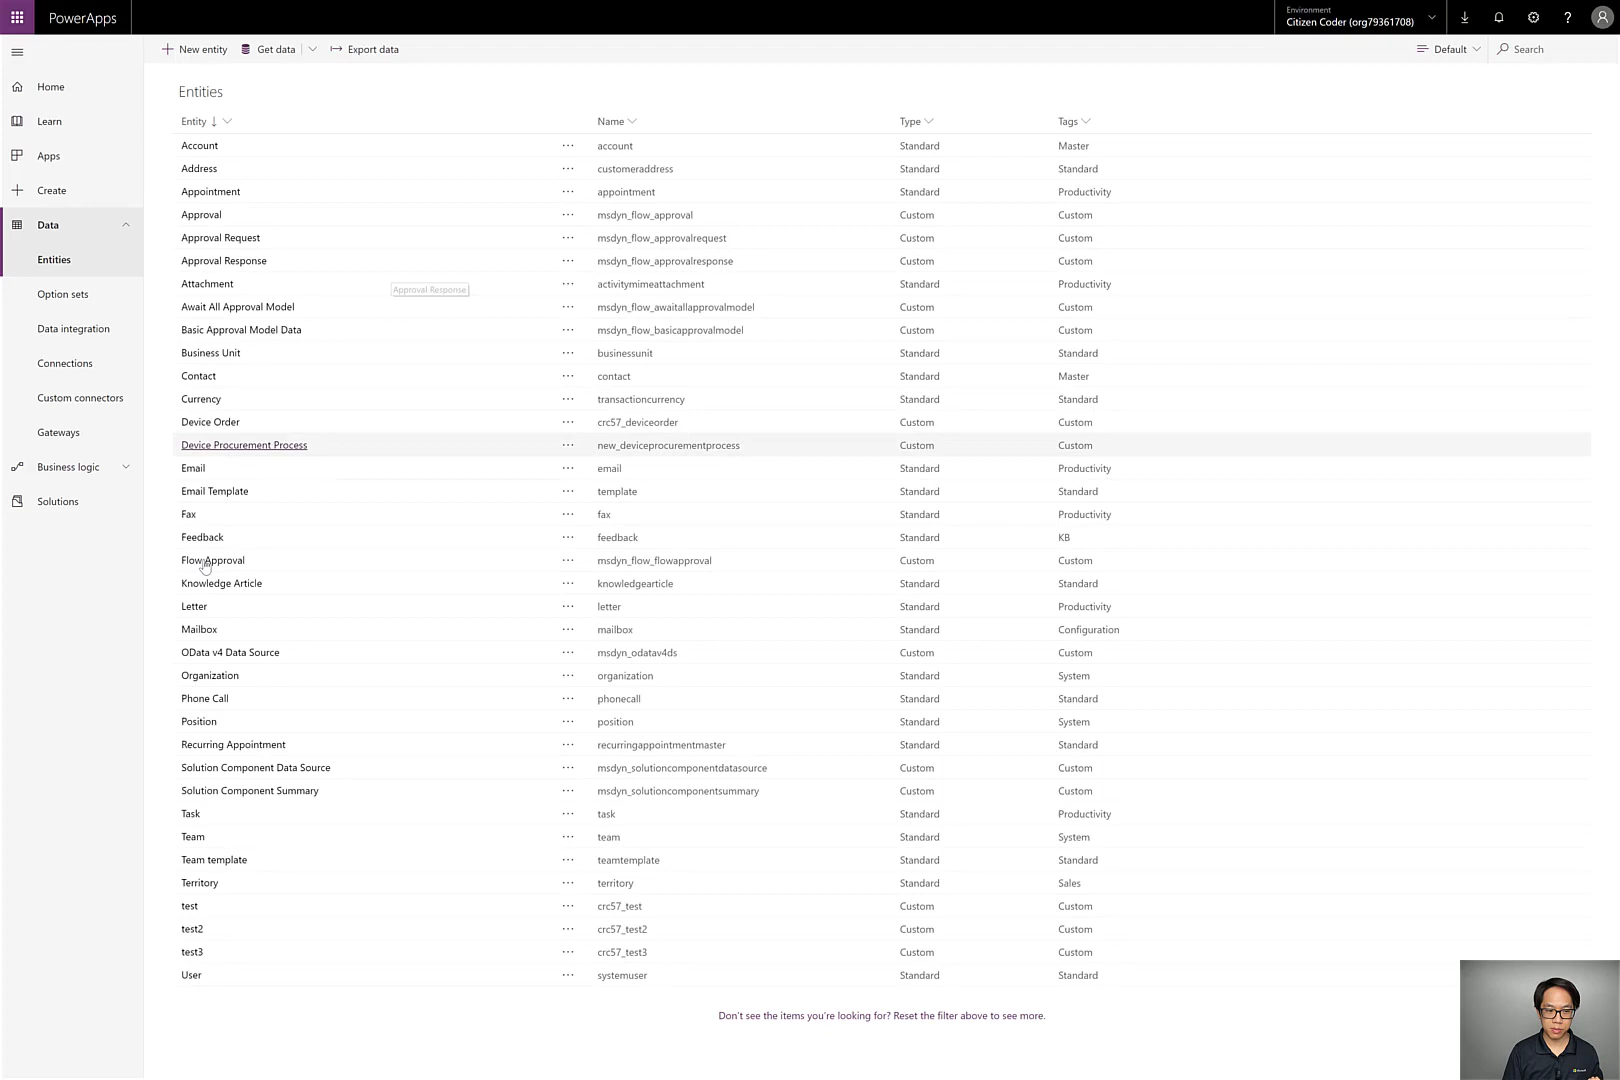 PowerApps
Environment
Citizen Coder (org79361708)
?
New entity Get data Export data
Default Search
Home
Learn
Apps
Create
Data
Entities
Option sets
Data integration
Connections
Custom connectors
Gateways
Business logic
Solutions
Entities
Entity Name Type Tags
Account ... account Standard Master
Address ... customeraddress Standard Standard
Appointment ... appointment Standard Productivity
Approval ... msdyn_flow_approval Custom Custom
Approval Request ... msdyn_flow_approvalrequest Custom Custom
Approval Response ... msdyn_flow_approvalresponse Custom Custom
Attachment ... activitymimeattachment Standard Productivity
Approval Response
Await All Approval Model ... msdyn_flow_awaitallapprovalmodel Custom Custom
Basic Approval Model Data ... msdyn_flow_basicapprovalmodel Custom Custom
Business Unit ... businessunit Standard Standard
Contact ... contact Standard Master
Currency ... transactioncurrency Standard Standard
Device Order ... crc57_deviceorder Custom Custom
Device Procurement Process ... new_deviceprocurementprocess Custom Custom
Email ... email Standard Productivity
Email Template ... template Standard Standard
Fax ... fax Standard Productivity
Feedback ... feedback Standard KB
Flow Approval ... msdyn_flow_flowapproval Custom Custom
Knowledge Article ... knowledgearticle Standard Standard
Letter ... letter Standard Productivity
Mailbox ... mailbox Standard Configuration
OData v4 Data Source ... msdyn_odatav4ds Custom Custom
Organization ... organization Standard System
Phone Call ... phonecall Standard Standard
Position ... position Standard System
Recurring Appointment ... recurringappointmentmaster Standard Standard
Solution Component Data Source ... msdyn_solutioncomponentdatasource Custom Custom
Solution Component Summary ... msdyn_solutioncomponentsummary Custom Custom
Task ... task Standard Productivity
Team ... team Standard System
Team template ... teamtemplate Standard Standard
Territory ... territory Standard Sales
test ... crc57_test Custom Custom
test2 ... crc57_test2 Custom Custom
test3 ... crc57_test3 Custom Custom
User ... systemuser Standard Standard
Don't see the items you're looking for? Reset the filter above to see more.